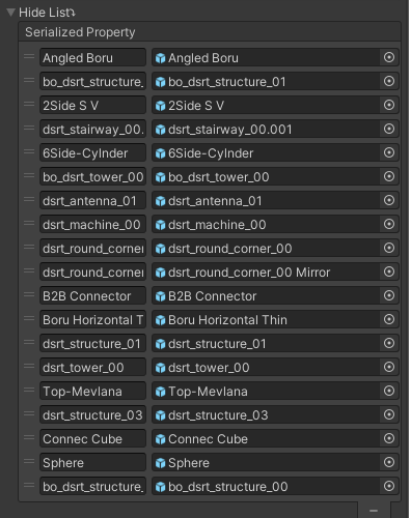 Hide List
Serialized Property
Angled Boru Angled Boru
bo_dsrt_structure_ bo_dsrt_structure_01
2Side S V 2Side S V
dsrt_stairway_00. dsrt_stairway_00.001
6Side-Cylnder 6Side-Cylnder
bo_dsrt_tower_00 bo_dsrt_tower_00
dsrt_antenna_01 dsrt_antenna_01
dsrt_machine_00 dsrt_machine_00
dsrt_round_corner dsrt_round_corner_00
dsrt_round_corner dsrt_round_corner_00 Mirror
B2B Connector B2B Connector
Boru Horizontal T Boru Horizontal Thin
dsrt_structure_01 dsrt_structure_01
dsrt_tower_00 dsrt_tower_00
Top-Mevlana Top-Mevlana
dsrt_structure_03 dsrt_structure_03
Connec Cube Connec Cube
Sphere Sphere
bo_dsrt_structure_ bo_dsrt_structure_00